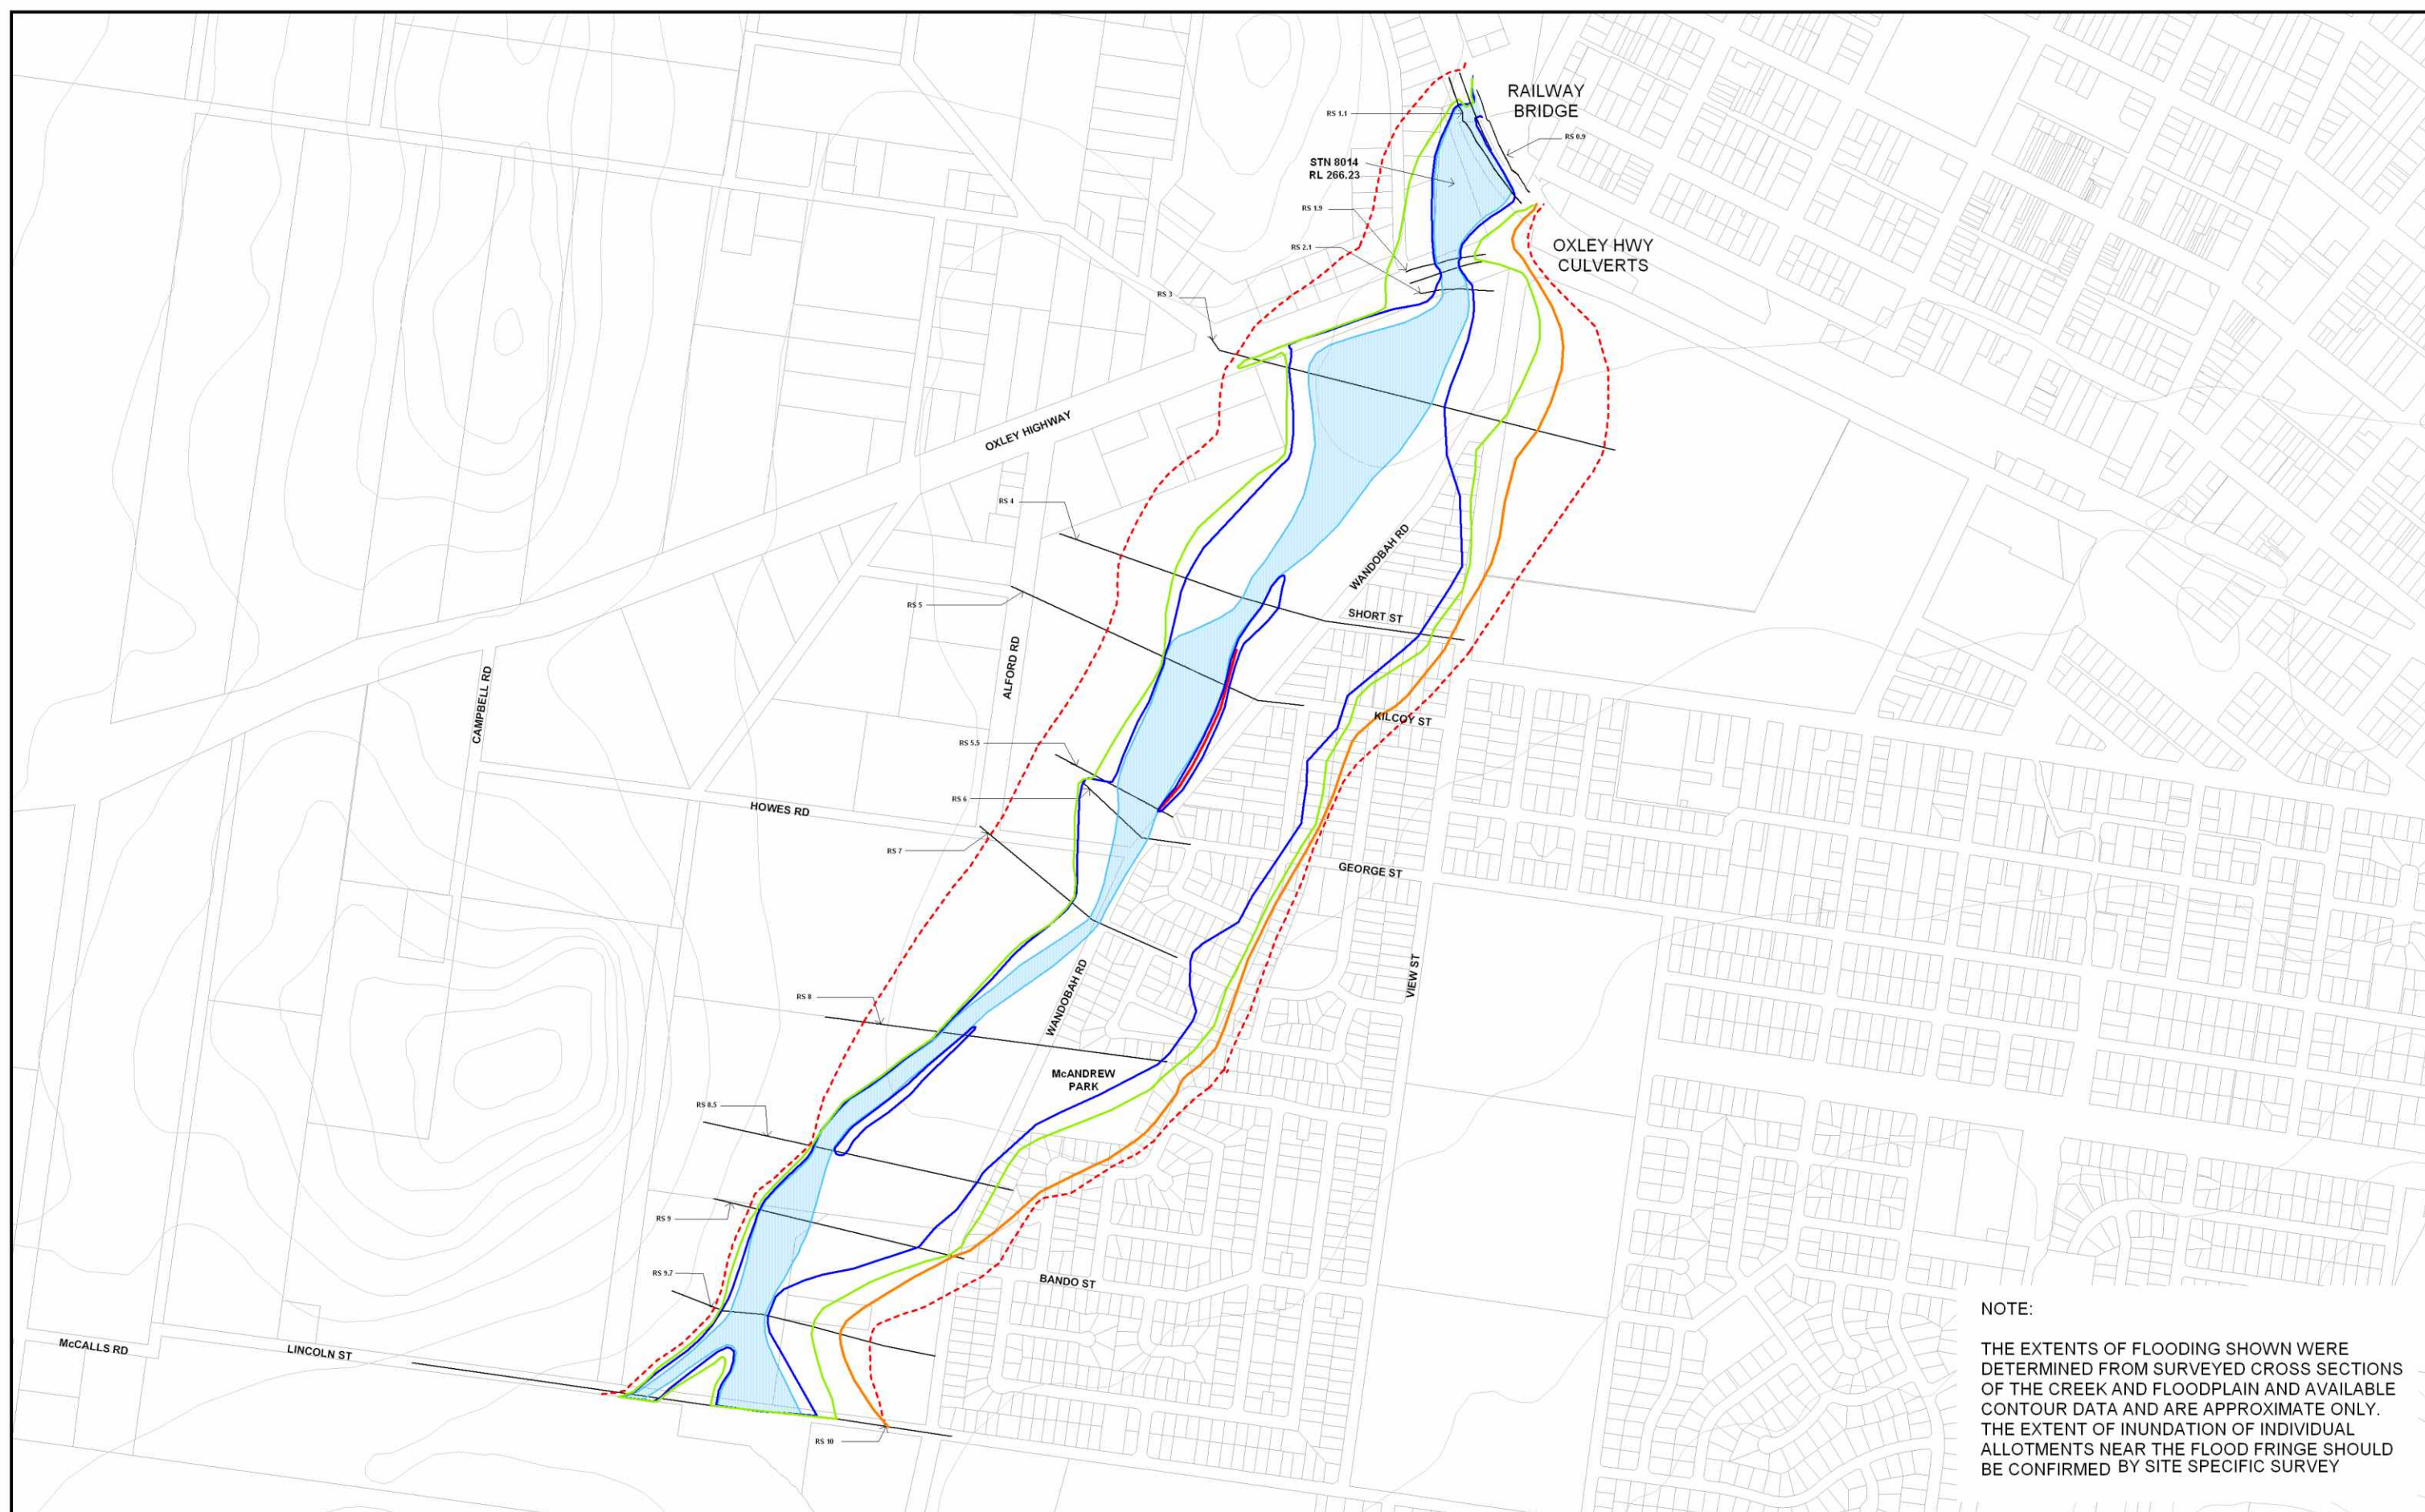 RAILWAY
BRIDGE
RS 1.1
RS 0.9
STN 8014
RL 266.23
RS 1.9
RS 2.1
OXLEY HWY
CULVERTS
RS 3
OXLEY HIGHWAY
RS 4
WANDOBAH RD
RS 5
SHORT ST
ALFORD RD
CAMPBELL RD
KILCOY ST
RS 5.5
RS 6
HOWES RD
RS 7
GEORGE ST
VIEW ST
WANDOBAH RD
RS 8
McANDREW
PARK
RS 8.5
RS 9
RS 9.7
BANDO ST
McCALLS RD
LINCOLN ST
RS 10
NOTE:
THE EXTENTS OF FLOODING SHOWN WERE
DETERMINED FROM SURVEYED CROSS SECTIONS
OF THE CREEK AND FLOODPLAIN AND AVAILABLE
CONTOUR DATA AND ARE APPROXIMATE ONLY.
THE EXTENT OF INUNDATION OF INDIVIDUAL
ALLOTMENTS NEAR THE FLOOD FRINGE SHOULD
BE CONFIRMED BY SITE SPECIFIC SURVEY